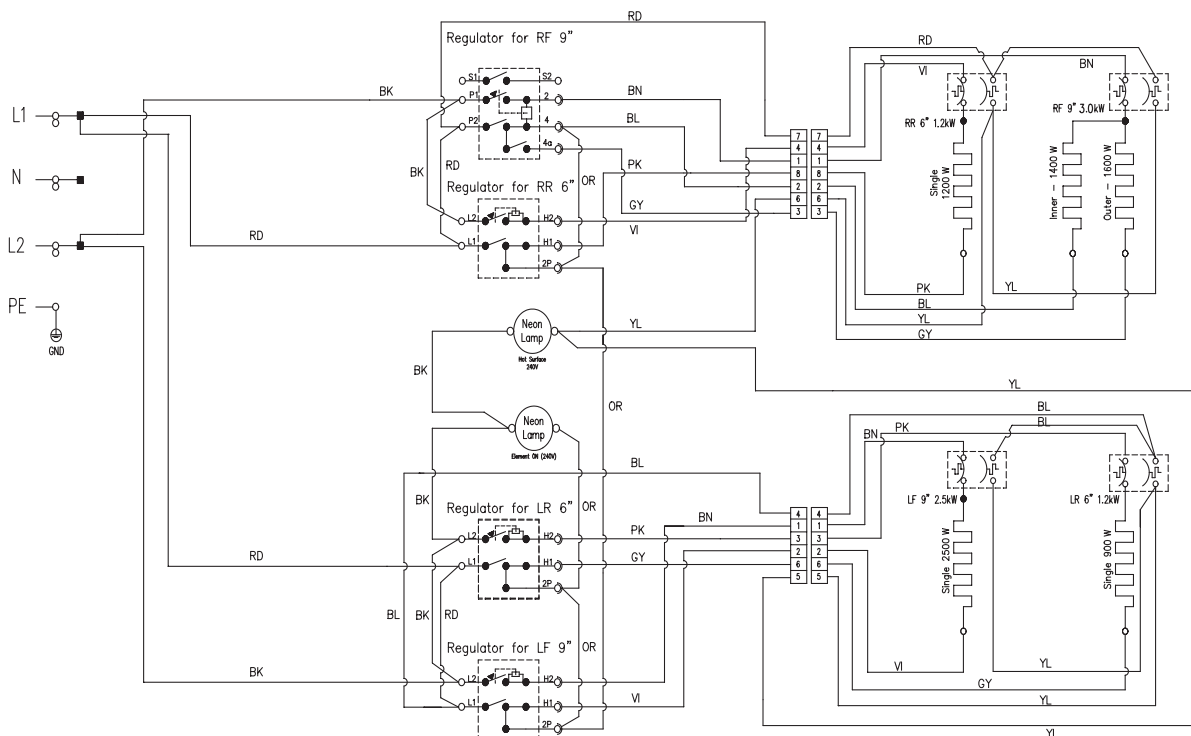 RD
Regulator for RF 9"
S1
S2
BK
P1
2
BN
P2
4
BL
4a
L1
BK
RD
OR
PK
N
Regulator for RR 6"
GY
L2
H2
VI
L2
RD
L1
H1
2P
PE
GND
Neon
Lamp
Hot Surface
240V
YL
BK
OR
Neon
Lamp
Element ON (240V)
BL
BK
OR
Regulator for LR 6"
BN
L2
H2
PK
RD
L1
H1
GY
2P
BL
BK
RD
OR
Regulator for LF 9"
BK
L2
H2
L1
H1
VI
2P
7
4
1
8
2
6
3
7
4
1
8
2
6
3
RD
VI
BN
RR 6" 1.2kW
RF 9" 3.0kW
Single
1200 W
Inner - 1400 W
Outer - 1600 W
PK
YL
BL
YL
GY
YL
4
1
3
2
6
5
4
1
3
2
6
5
BL
PK
BL
BN
LF 9" 2.5kW
LR 6" 1.2kW
Single 2500 W
Single 900 W
VI
YL
GY
YL
YL